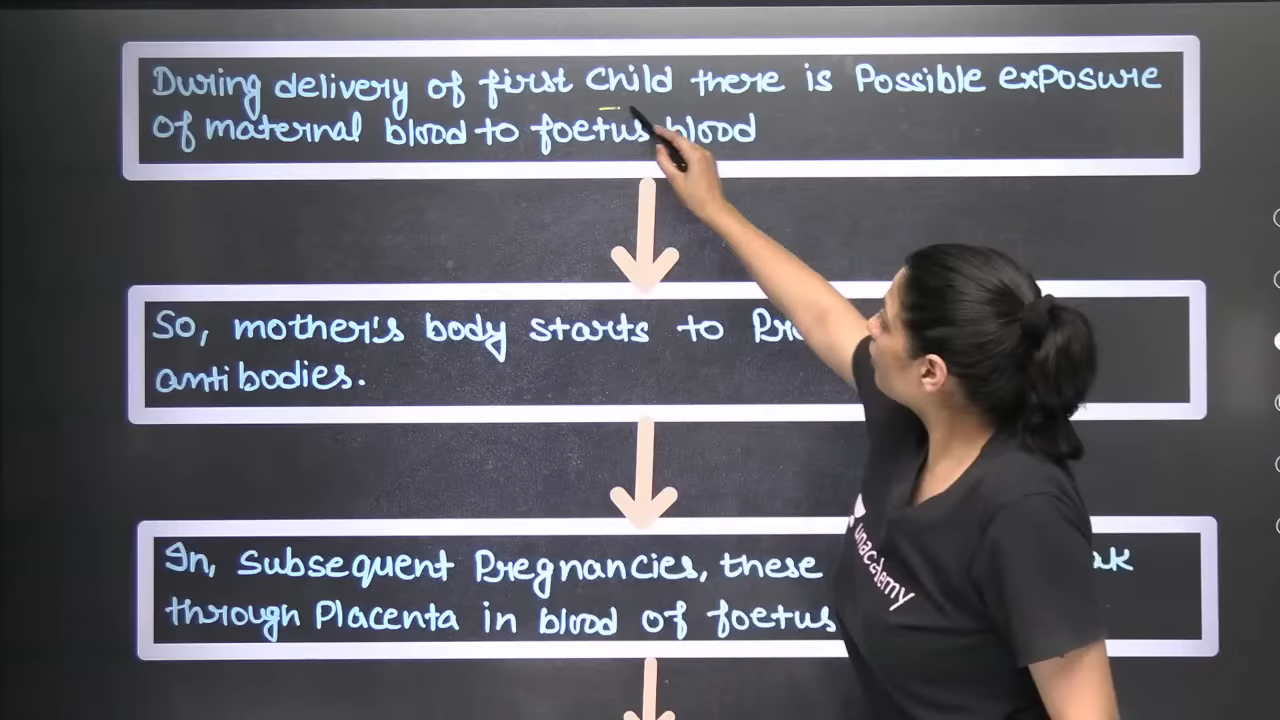 During delivery of first Child there is Possible exposure
of maternal blood to foetus blood
So, mother's body starts to
antibodies.
In, Subsequent Pregnancies, these
through Placenta in blood of foetus
unacademy